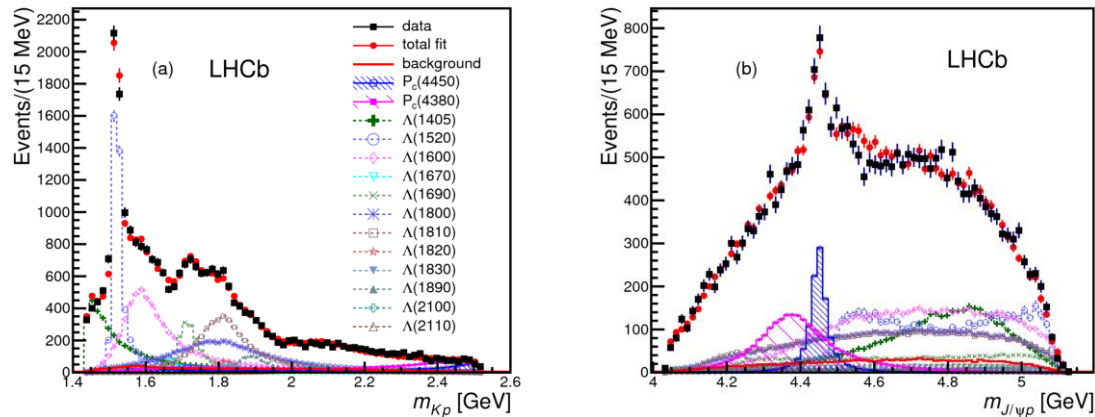 2200
2000
1800
1600
1400
1200
1000
800
600
400
200
0
Events/(15 MeV)
(a)
LHCb
data
total fit
background
P_c(4450)
P_c(4380)
Λ(1405)
Λ(1520)
Λ(1600)
Λ(1670)
Λ(1690)
Λ(1800)
Λ(1810)
Λ(1820)
Λ(1830)
Λ(1890)
Λ(2100)
Λ(2110)
1.4 1.6 1.8 2 2.2 2.4 2.6
m_{Kp} [GeV]
800
700
600
500
400
300
200
100
0
Events/(15 MeV)
(b)
LHCb
4 4.2 4.4 4.6 4.8 5
m_{J/ψp} [GeV]